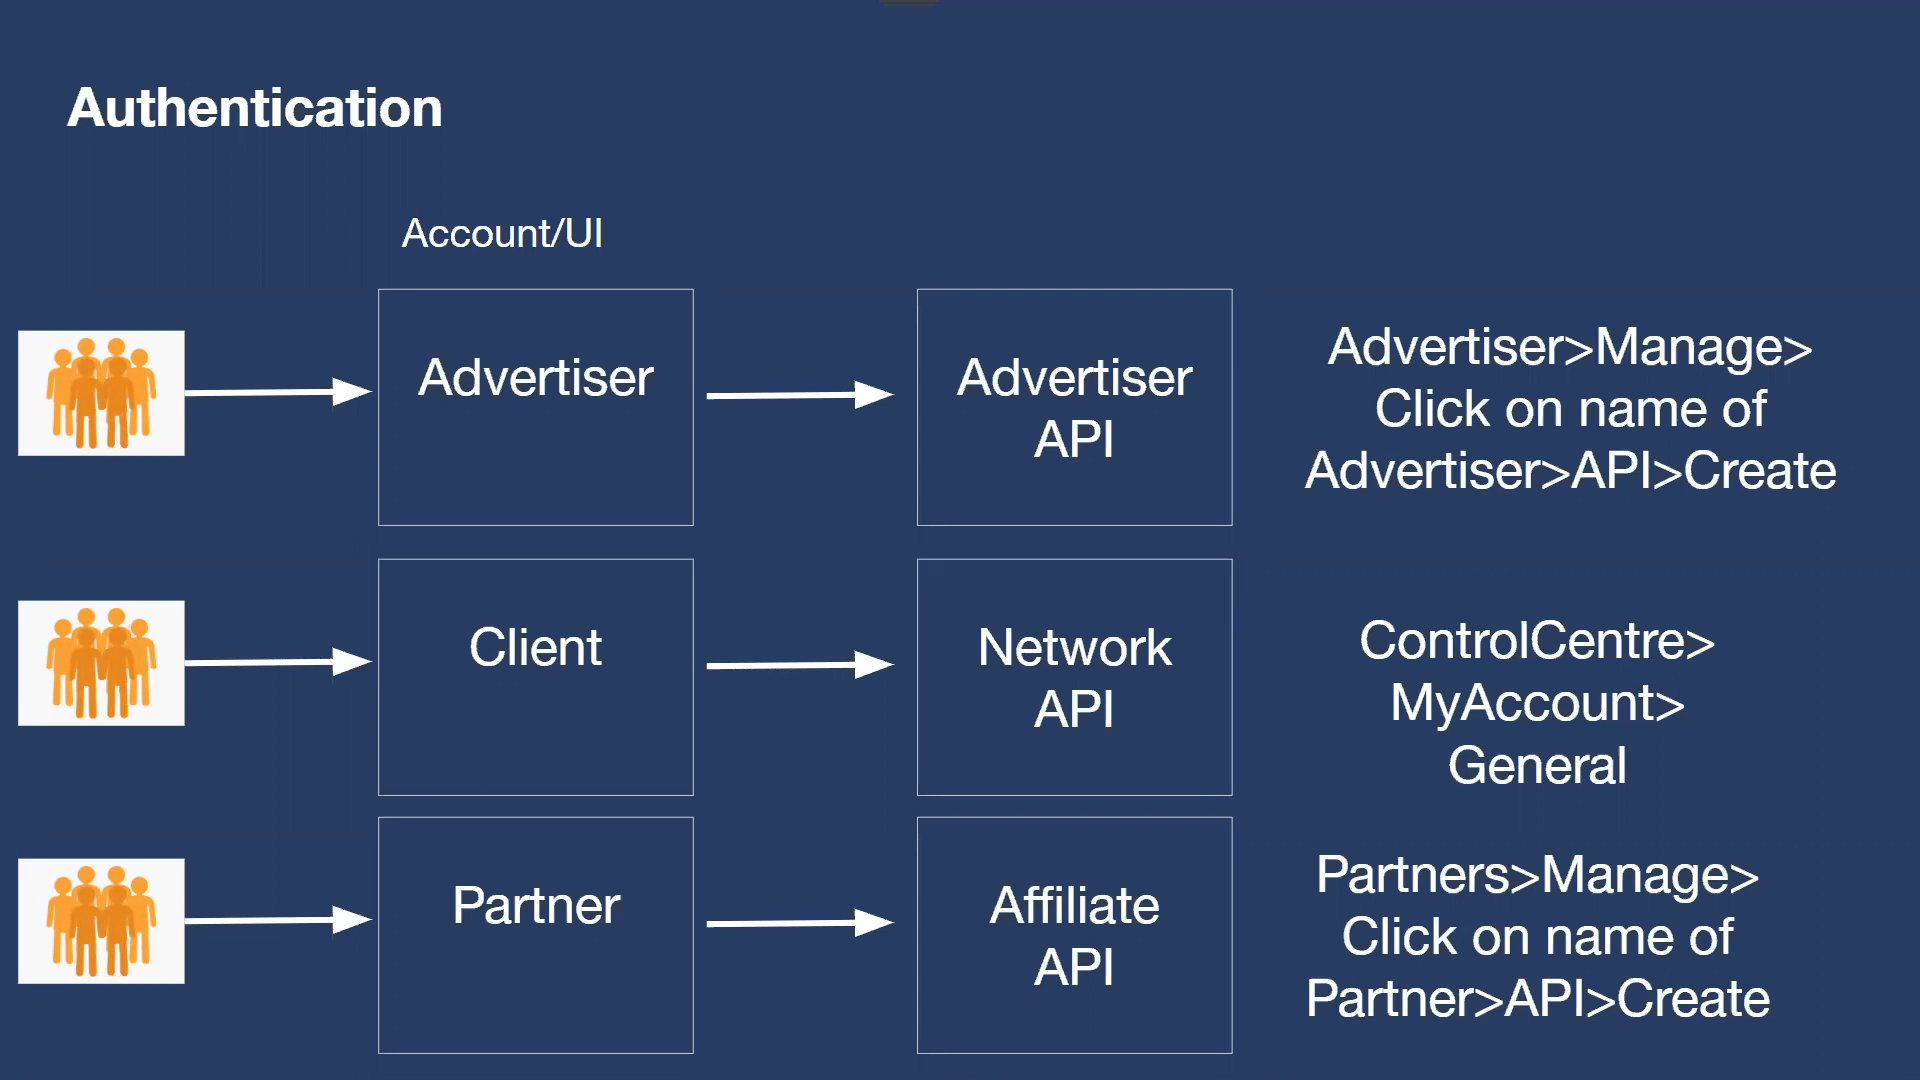 Authentication
Account/UI
Advertiser
Advertiser
API
Advertiser>Manage>
Click on name of
Advertiser>API>Create
Client
Network
API
ControlCentre>
MyAccount>
General
Partner
Affiliate
API
Partners>Manage>
Click on name of
Partner>API>Create